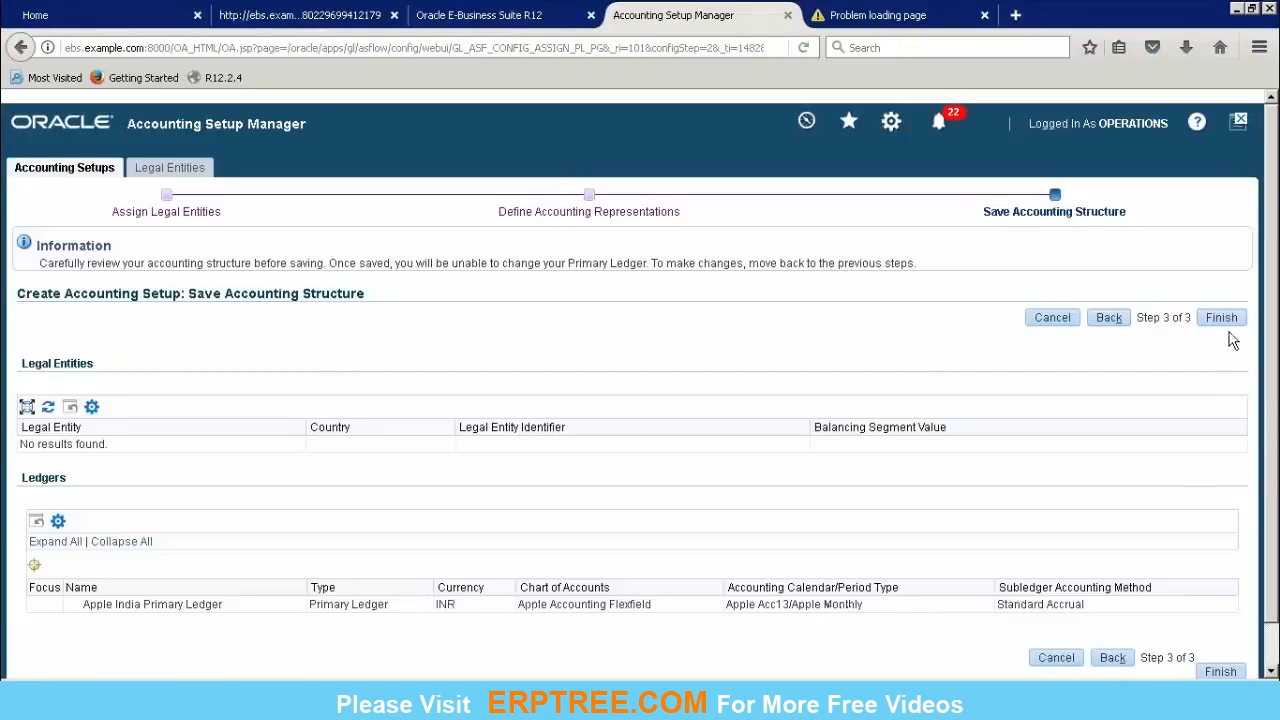 Home http://ebs.exam...80229699412179 Oracle E-Business Suite R12 Accounting Setup Manager Problem loading page
ebs.example.com:8000/OA_HTML/OA.jsp?page=/oracle/apps/gl/asflow/config/webui/GL_ASF_CONFIG_ASSIGN_PL_PG&_ri=101&configStep=2&_ti=14828 Search
Most Visited Getting Started R12.2.4
ORACLE Accounting Setup Manager 22 Logged In As OPERATIONS
Accounting Setups Legal Entities
Assign Legal Entities Define Accounting Representations Save Accounting Structure
Information
Carefully review your accounting structure before saving. Once saved, you will be unable to change your Primary Ledger. To make changes, move back to the previous steps.
Create Accounting Setup: Save Accounting Structure
Cancel Back Step 3 of 3 Finish
Legal Entities
Legal Entity Country Legal Entity Identifier Balancing Segment Value
No results found.
Ledgers
Expand All | Collapse All
Focus Name Type Currency Chart of Accounts Accounting Calendar/Period Type Subledger Accounting Method
Apple India Primary Ledger Primary Ledger INR Apple Accounting Flexfield Apple Acc13/Apple Monthly Standard Accrual
Cancel Back Step 3 of 3
Finish
Please Visit ERPTREE.COM For More Free Videos